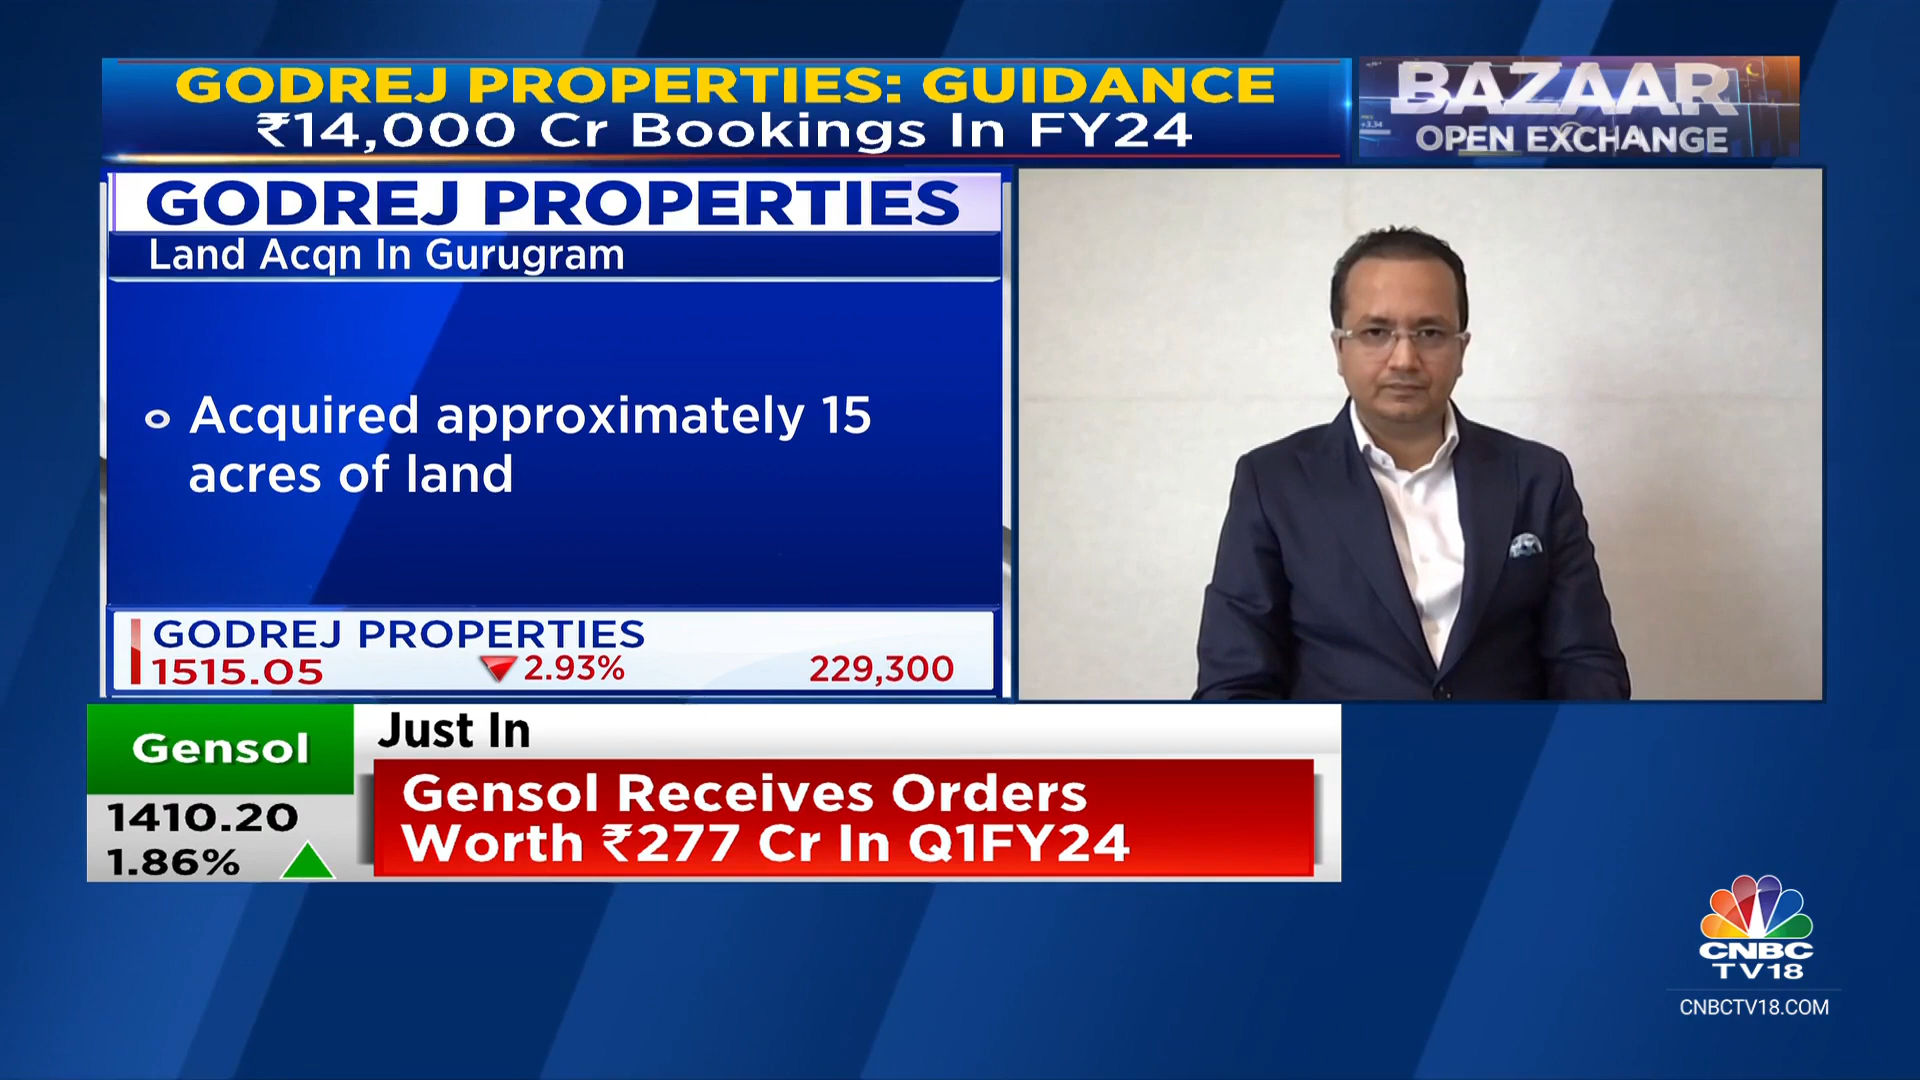 GODREJ PROPERTIES: GUIDANCE
₹14,000 Cr Bookings In FY24
BAZAAR
OPEN EXCHANGE
GODREJ PROPERTIES
Land Acqn In Gurugram
Acquired approximately 15
acres of land
GODREJ PROPERTIES
1515.05 2.93% 229,300
Gensol
1410.20
1.86%
Just In
Gensol Receives Orders
Worth ₹277 Cr In Q1FY24
CNBC
TV18
CNBCTV18.COM